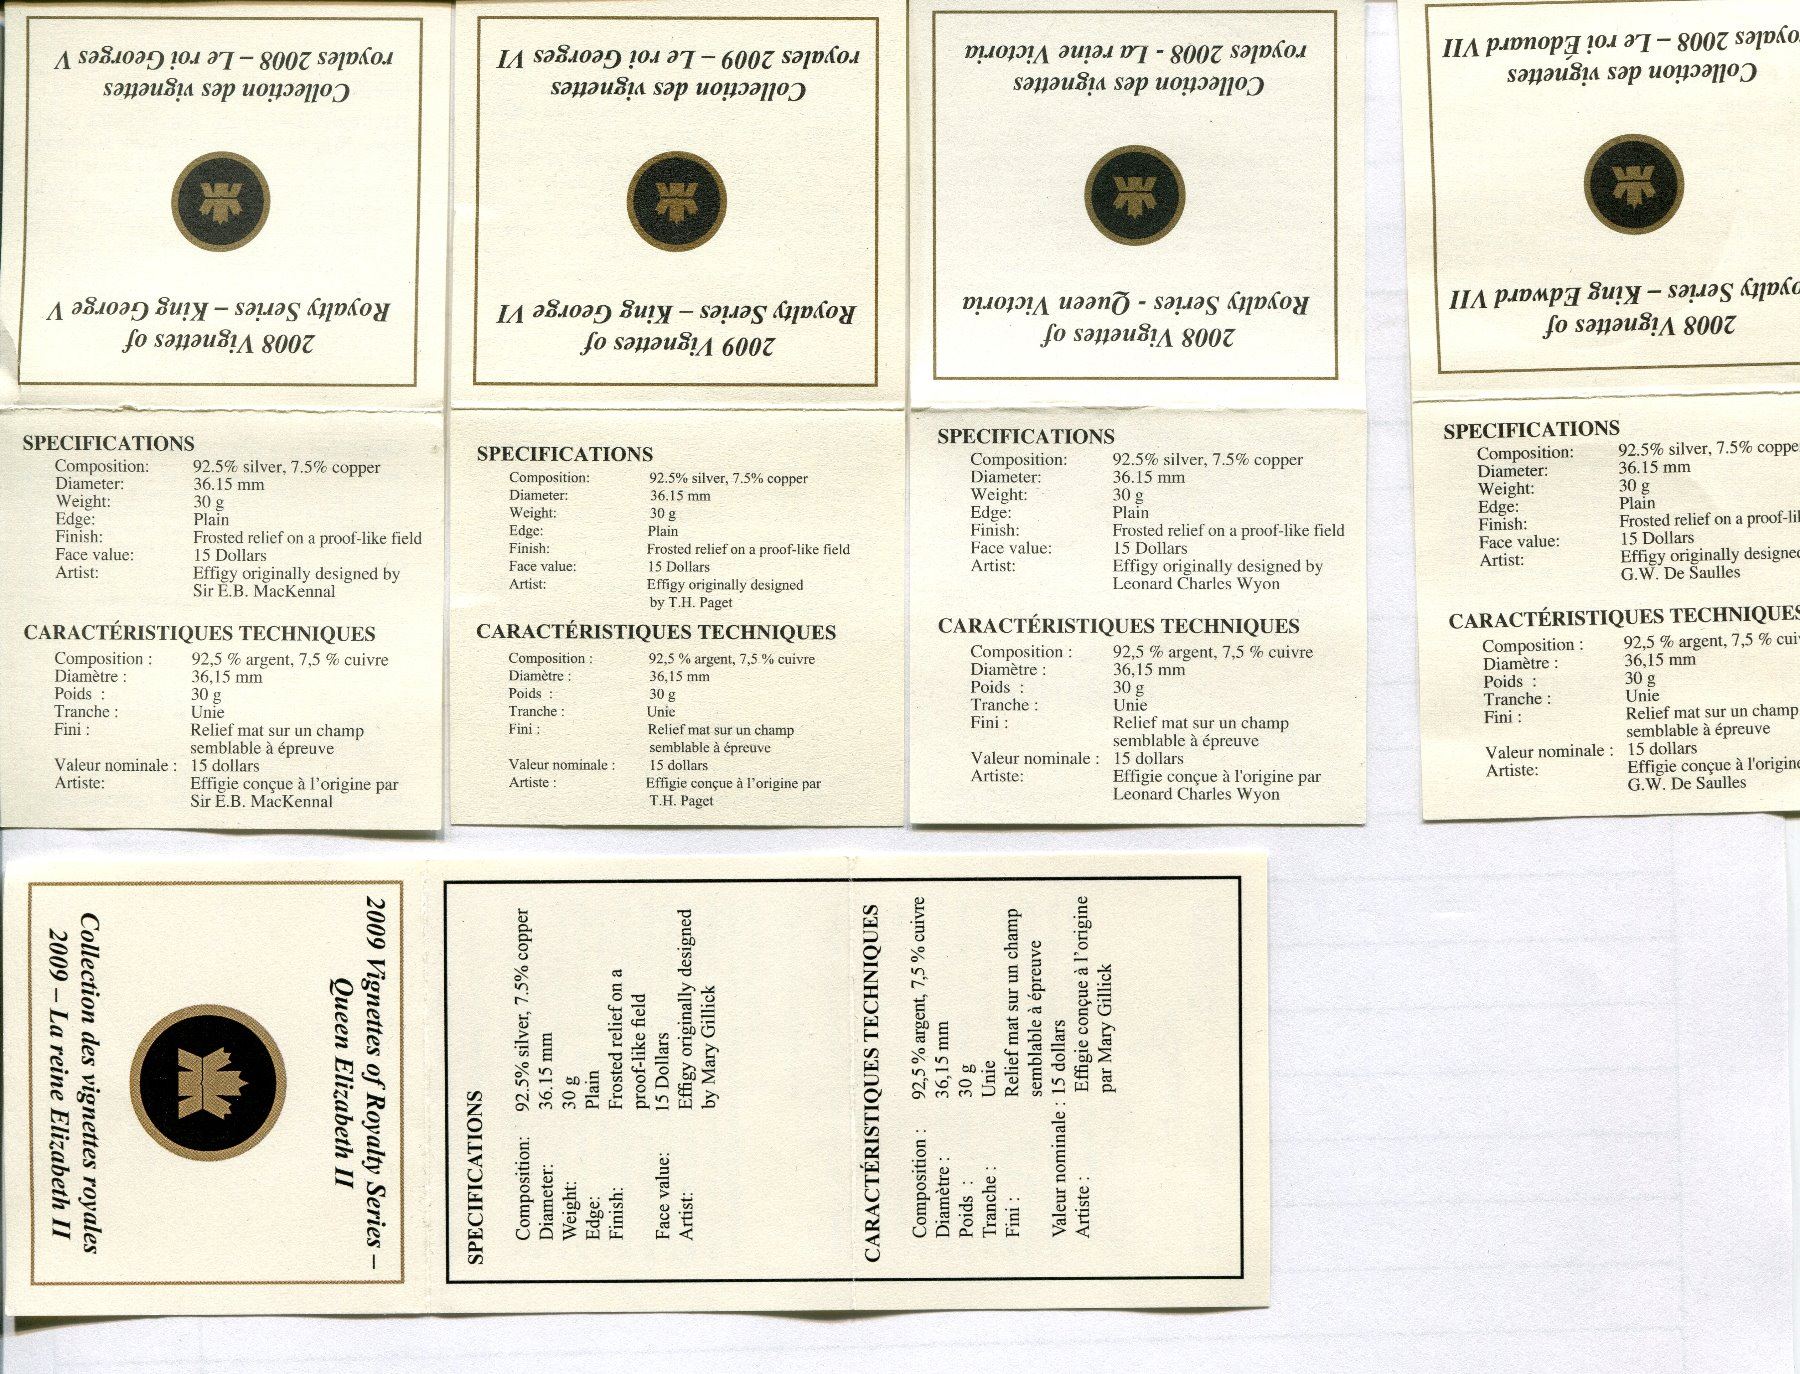 2008 Vignettes of
Royalty Series – King George V
Collection des vignettes
royales 2008 – Le roi Georges V
SPECIFICATIONS
Composition: 92.5% silver, 7.5% copper
Diameter: 36.15 mm
Weight: 30 g
Edge: Plain
Finish: Frosted relief on a proof-like field
Face value: 15 Dollars
Artist: Effigy originally designed by
Sir E.B. MacKennal
CARACTÉRISTIQUES TECHNIQUES
Composition : 92,5 % argent, 7,5 % cuivre
Diamètre : 36,15 mm
Poids : 30 g
Tranche : Unie
Fini : Relief mat sur un champ
semblable à épreuve
Valeur nominale : 15 dollars
Artiste: Effigie conçue à l’origine par
Sir E.B. MacKennal
2009 Vignettes of
Royalty Series – King George VI
Collection des vignettes
royales 2009 – Le roi Georges VI
SPECIFICATIONS
Composition: 92.5% silver, 7.5% copper
Diameter: 36.15 mm
Weight: 30 g
Edge: Plain
Finish: Frosted relief on a proof-like field
Face value: 15 Dollars
Artist: Effigy originally designed
by T.H. Paget
CARACTÉRISTIQUES TECHNIQUES
Composition : 92,5 % argent, 7,5 % cuivre
Diamètre : 36,15 mm
Poids : 30 g
Tranche : Unie
Fini : Relief mat sur un champ
semblable à épreuve
Valeur nominale : 15 dollars
Artiste : Effigie conçue à l’origine par
T.H. Paget
2008 Vignettes of
Royalty Series - Queen Victoria
Collection des vignettes
royales 2008 - La reine Victoria
SPECIFICATIONS
Composition: 92.5% silver, 7.5% copper
Diameter: 36.15 mm
Weight: 30 g
Edge: Plain
Finish: Frosted relief on a proof-like field
Face value: 15 Dollars
Artist: Effigy originally designed by
Leonard Charles Wyon
CARACTÉRISTIQUES TECHNIQUES
Composition : 92,5 % argent, 7,5 % cuivre
Diamètre : 36,15 mm
Poids : 30 g
Tranche : Unie
Fini : Relief mat sur un champ
semblable à épreuve
Valeur nominale : 15 dollars
Artiste: Effigie conçue à l'origine par
Leonard Charles Wyon
2008 Vignettes of
Series – King Edward VII
Collection des vignettes
2008 – Le roi Édouard VII
SPECIFICATIONS
Composition: 92.5% silver, 7.5%
Diameter: 36.15 mm
Weight: 30 g
Edge: Plain
Finish: Frosted relief on a
Face value: 15 Dollars
Artist: Effigy originally
G.W. De Saulles
CARACTÉRISTIQUES TECHNIQUES
Composition : 92,5 % argent, 7,5 %
Diamètre : 36,15 mm
Poids : 30 g
Tranche : Unie
Fini : Relief mat sur un champ
semblable à épreuve
Valeur nominale : 15 dollars
Artiste: Effigie conçue à l'origine
G.W. De Saulles
2009 Vignettes of Royalty Series –
Queen Elizabeth II
Collection des vignettes royales
2009 – La reine Elizabeth II
SPECIFICATIONS
Composition: 92.5% silver, 7.5% copper
Diameter: 36.15 mm
Weight: 30 g
Edge: Plain
Finish: Frosted relief on a
proof-like field
Face value: 15 Dollars
Artist: Effigy originally designed
by Mary Gillick
CARACTÉRISTIQUES TECHNIQUES
Composition : 92,5 % argent, 7,5 % cuivre
Diamètre : 36,15 mm
Poids : 30 g
Tranche : Unie
Fini : Relief mat sur un champ
semblable à épreuve
Valeur nominale : 15 dollars
Artiste : Effigie conçue à l’origine
par Mary Gillick